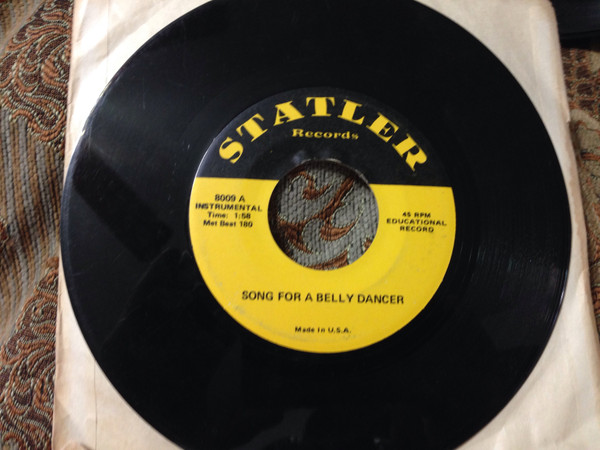 STATLER
Records
8009 A
INSTRUMENTAL
Time: 1:58
Met Beat 180
45 RPM
EDUCATIONAL
RECORD
SONG FOR A BELLY DANCER
Made In U.S.A.